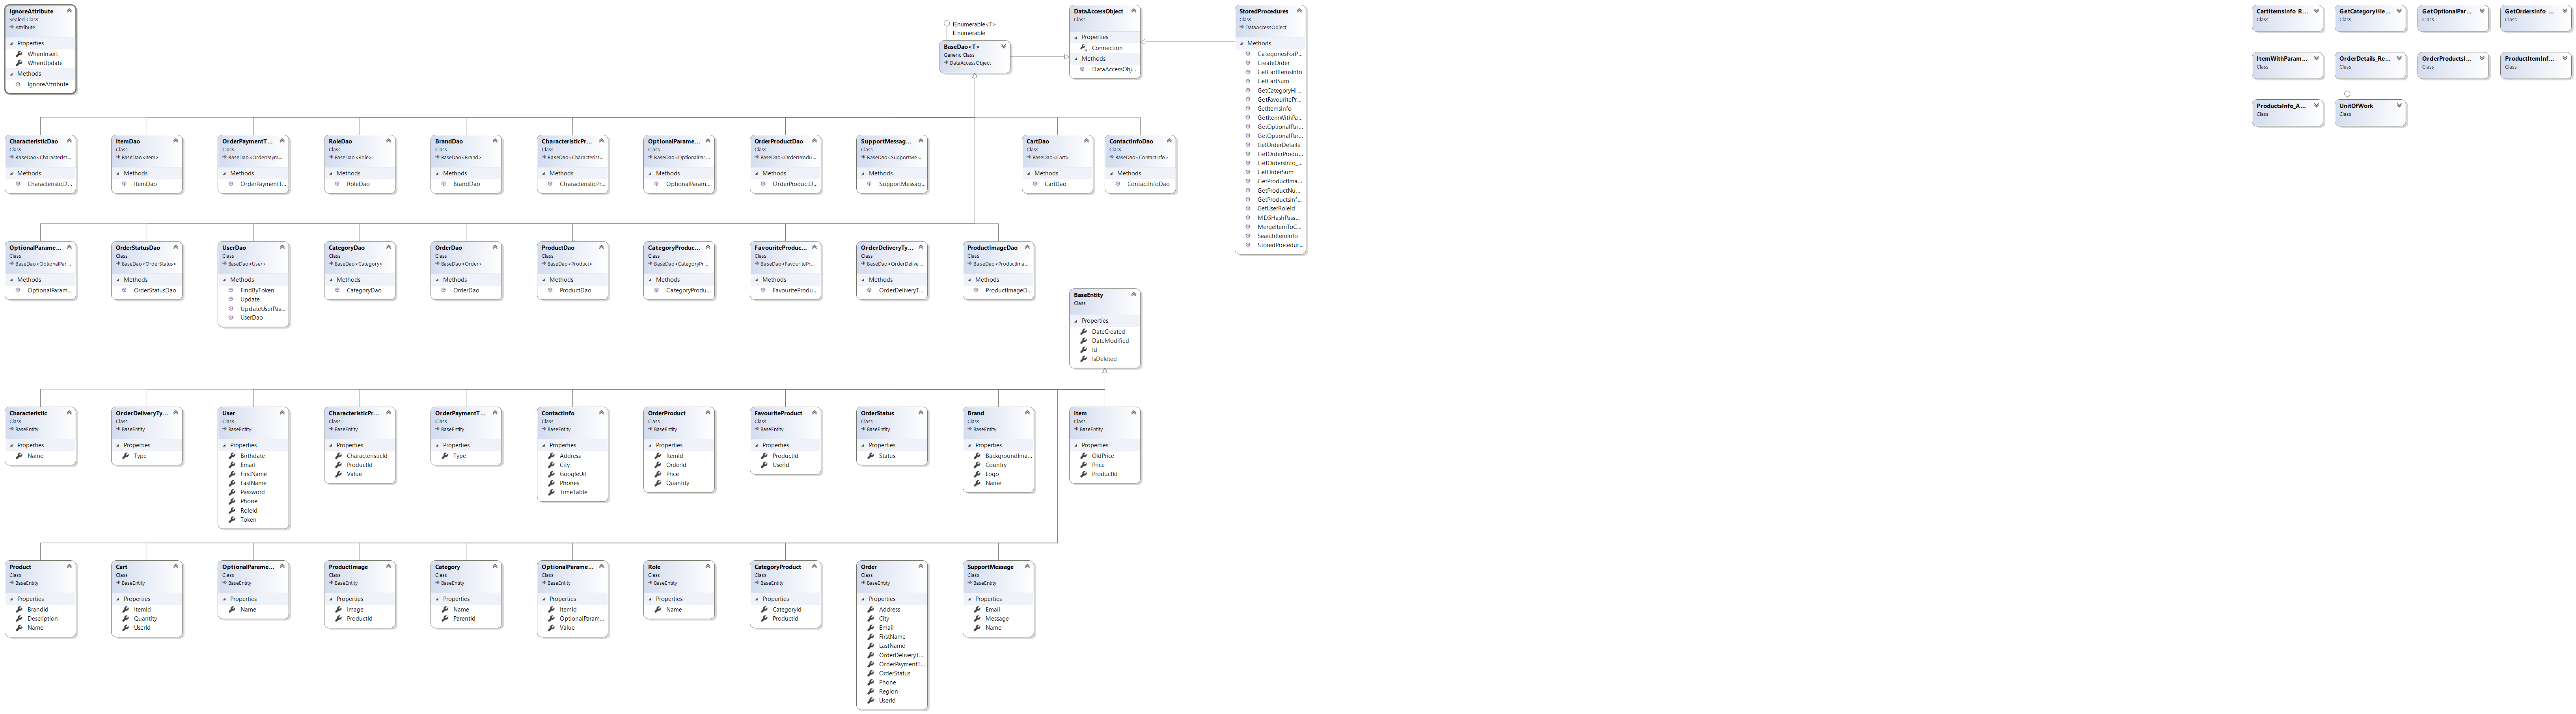 IgnoreAttribute
Sealed Class
Attribute
Properties
WhenInsert
WhenUpdate
Methods
IgnoreAttribute
IEnumerable<T>
IEnumerable
BaseDao<T>
Generic Class
DataAccessObject
DataAccessObject
Class
Properties
Connection
Methods
DataAccessObj...
StoredProcedures
Class
DataAccessObject
Methods
CategoriesForP...
CreateOrder
GetCartItemsInfo
GetCartSum
GetCategoryHi...
GetFavouritePr...
GetItemsInfo
GetItemWithPa...
GetOptionalPar...
GetOptionalPar...
GetOrderDetails
GetOrderProdu...
GetOrdersInfo_...
GetOrderSum
GetProductIma...
GetProductNu...
GetProductsInf...
GetUserRoleId
MD5HashPass...
MergeItemToC...
SearchItemInfo
StoredProcedur...
CartItemsInfo_R...
Class
GetCategoryHie...
Class
GetOptionalPar...
Class
GetOrdersInfo_...
Class
ItemWithParam...
Class
OrderDetails_Re...
Class
OrderProductsI...
Class
ProductItemInf...
Class
ProductsInfo_A...
Class
UnitOfWork
Class
CharacteristicDao
Class
BaseDao<Characterist...
Methods
CharacteristicD...
ItemDao
Class
BaseDao<Item>
Methods
ItemDao
OrderPaymentT...
Class
BaseDao<OrderPaym...
Methods
OrderPaymentT...
RoleDao
Class
BaseDao<Role>
Methods
RoleDao
BrandDao
Class
BaseDao<Brand>
Methods
BrandDao
CharacteristicPr...
Class
BaseDao<Characterist...
Methods
CharacteristicPr...
OptionalParame...
Class
BaseDao<OptionalPar...
Methods
OptionalParam...
OrderProductDao
Class
BaseDao<OrderProdu...
Methods
OrderProductD...
SupportMessag...
Class
BaseDao<SupportMe...
Methods
SupportMessag...
CartDao
Class
BaseDao<Cart>
Methods
CartDao
ContactInfoDao
Class
BaseDao<ContactInfo>
Methods
ContactInfoDao
OptionalParame...
Class
BaseDao<OptionalPar...
Methods
OptionalParam...
OrderStatusDao
Class
BaseDao<OrderStatus>
Methods
OrderStatusDao
UserDao
Class
BaseDao<User>
Methods
FindByToken
Update
UpdateUserPas...
UserDao
CategoryDao
Class
BaseDao<Category>
Methods
CategoryDao
OrderDao
Class
BaseDao<Order>
Methods
OrderDao
ProductDao
Class
BaseDao<Product>
Methods
ProductDao
CategoryProduc...
Class
BaseDao<CategoryPr...
Methods
CategoryProdu...
FavouriteProduc...
Class
BaseDao<FavouritePr...
Methods
FavouriteProdu...
OrderDeliveryTy...
Class
BaseDao<OrderDelive...
Methods
OrderDeliveryT...
ProductImageDao
Class
BaseDao<ProductIma...
Methods
ProductImageD...
BaseEntity
Class
Properties
DateCreated
DateModified
Id
IsDeleted
Characteristic
Class
BaseEntity
Properties
Name
OrderDeliveryTy...
Class
BaseEntity
Properties
Type
User
Class
BaseEntity
Properties
Birthdate
Email
FirstName
LastName
Password
Phone
RoleId
Token
CharacteristicPr...
Class
BaseEntity
Properties
CharacteristicId
ProductId
Value
OrderPaymentT...
Class
BaseEntity
Properties
Type
ContactInfo
Class
BaseEntity
Properties
Address
City
GoogleUrl
Phones
TimeTable
OrderProduct
Class
BaseEntity
Properties
ItemId
OrderId
Price
Quantity
FavouriteProduct
Class
BaseEntity
Properties
ProductId
UserId
OrderStatus
Class
BaseEntity
Properties
Status
Brand
Class
BaseEntity
Properties
BackgroundIma...
Country
Logo
Name
Item
Class
BaseEntity
Properties
OldPrice
Price
ProductId
Product
Class
BaseEntity
Properties
BrandId
Description
Name
Cart
Class
BaseEntity
Properties
ItemId
Quantity
UserId
OptionalParame...
Class
BaseEntity
Properties
Name
ProductImage
Class
BaseEntity
Properties
Image
ProductId
Category
Class
BaseEntity
Properties
Name
ParentId
OptionalParame...
Class
BaseEntity
Properties
ItemId
OptionalParam...
Value
Role
Class
BaseEntity
Properties
Name
CategoryProduct
Class
BaseEntity
Properties
CategoryId
ProductId
Order
Class
BaseEntity
Properties
Address
City
Email
FirstName
LastName
OrderDeliveryT...
OrderPaymentT...
OrderStatus
Phone
Region
UserId
SupportMessage
Class
BaseEntity
Properties
Email
Message
Name